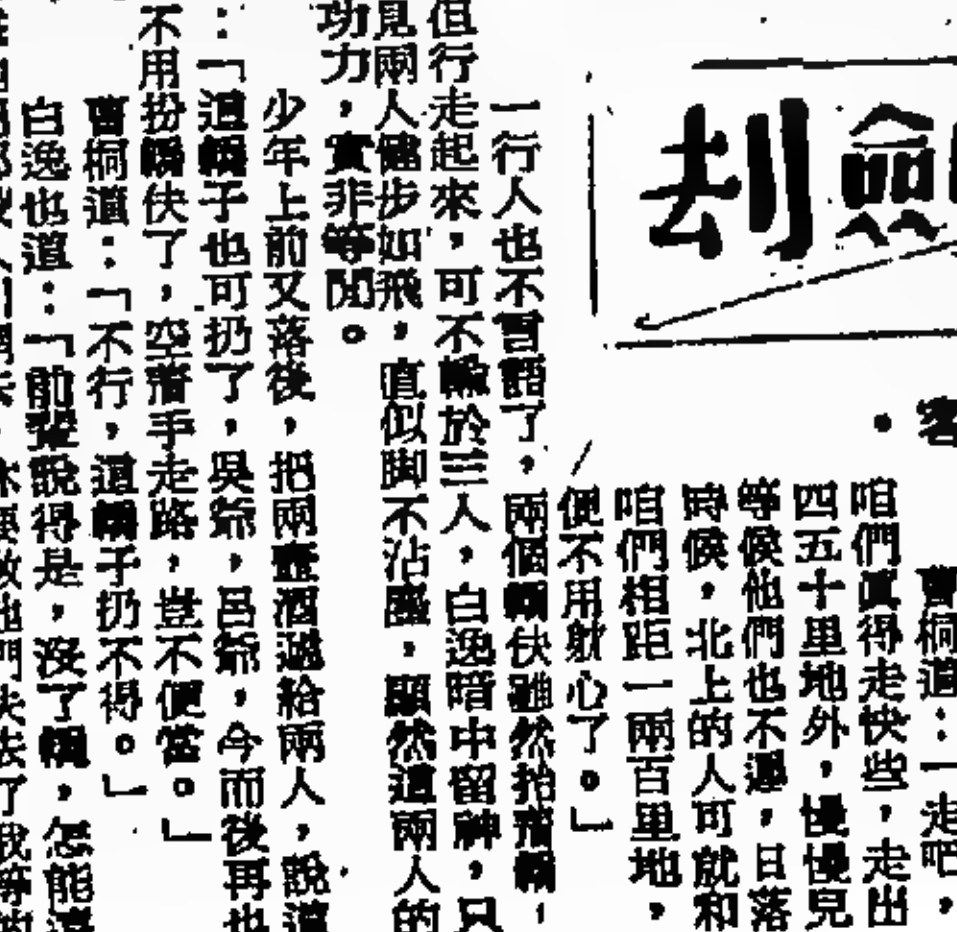 劍刦
客・
曹桐道：「走吧，
咱們眞得走快些，走出
四五十里地外，慢慢兒
等候他們也不遲，日落
時候，北上的人可就和
咱們相距一兩百里地，
便不用躭心了。」
一行人也不言語了，兩個轎伕雖然抬着轎，
但行走起來，可不輸於三人，白逸暗中留神，只
見兩人健步如飛，直似脚不沾塵，顯然這兩人的
功力，實非等閒。
少年上前又落後，把兩壺酒遞給兩人，說道
：「這轎子也可扔了，吳爺，呂爺，今而後再也
不用扮轎伕了，空着手走路，豈不便當。」
曹桐道：「不行，這轎子扔不得。」
白逸也道：「前輩說得是，沒了轎，怎能遮